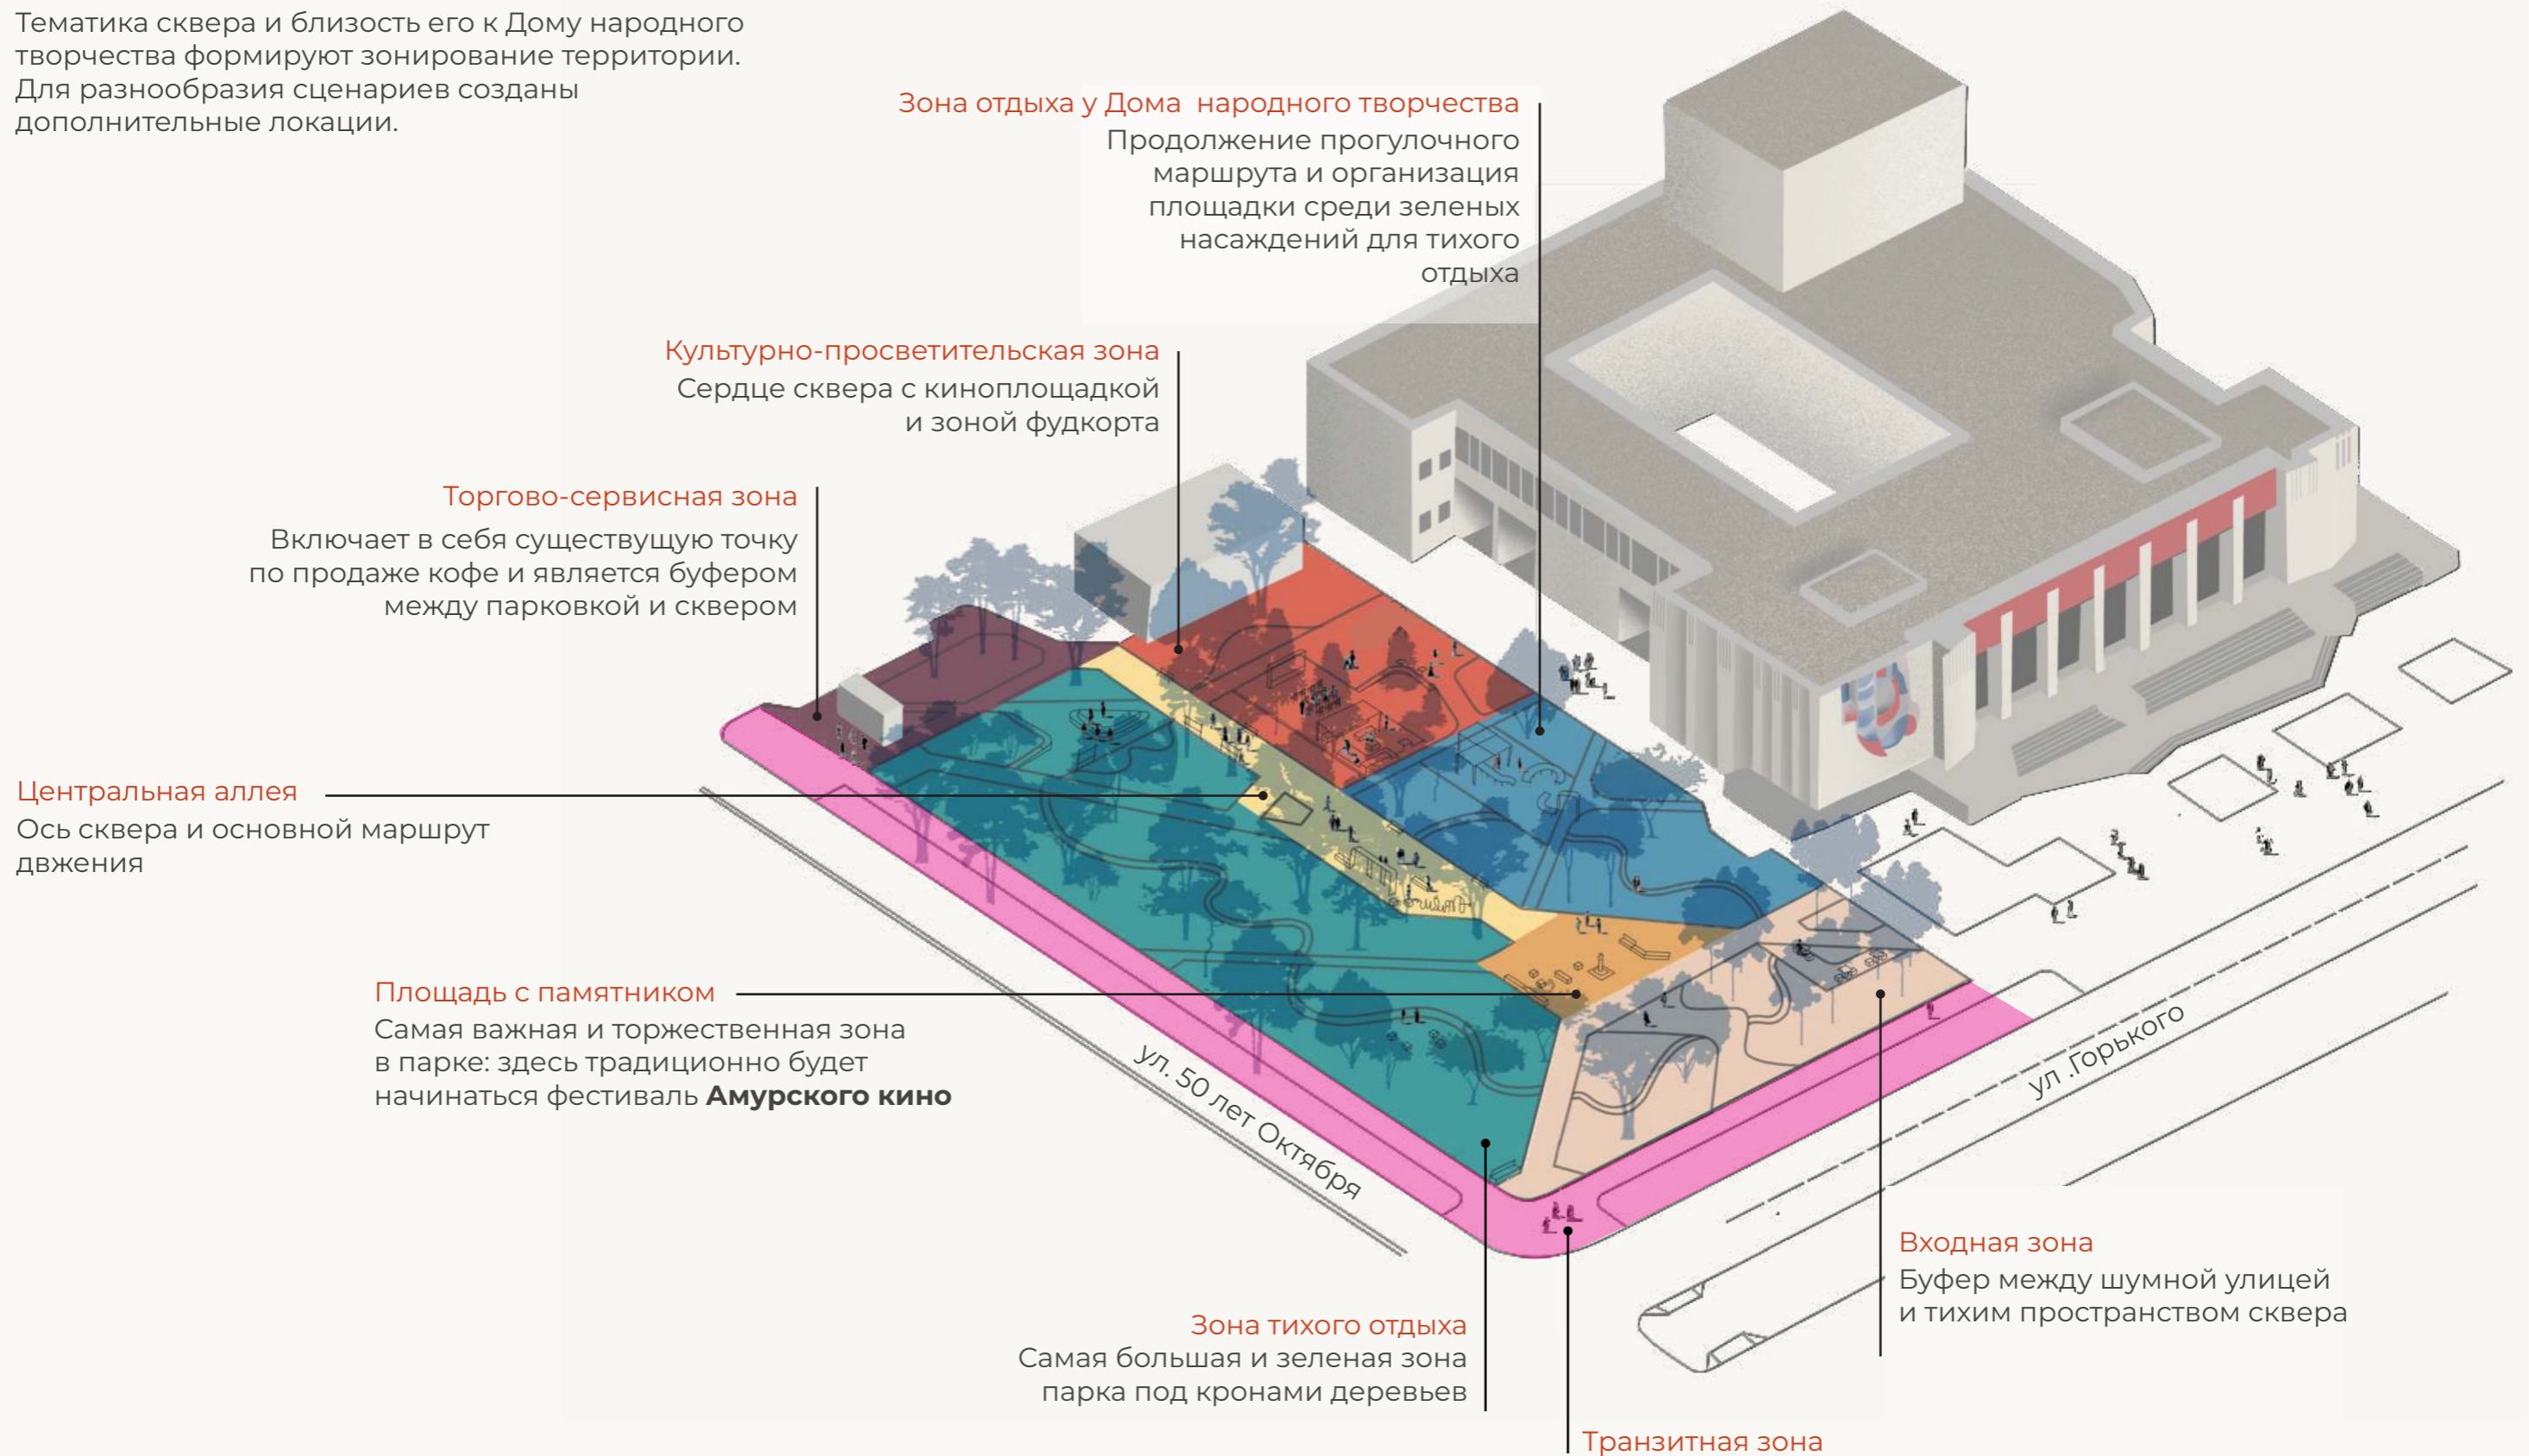 Тематика сквера и близость его к Дому народного
творчества формируют зонирование территории.
Для разнообразия сценариев созданы
дополнительные локации.
Зона отдыха у Дома народного творчества
Продолжение прогулочного
маршрута и организация
площадки среди зеленых
насаждений для тихого
отдыха
Культурно-просветительская зона
Сердце сквера с киноплощадкой
и зоной фудкорта
Торгово-сервисная зона
Включает в себя существущую точку
по продаже кофе и является буфером
между парковкой и сквером
Центральная аллея
Ось сквера и основной маршрут
двжения
Площадь с памятником
Самая важная и торжественная зона
в парке: здесь традиционно будет
начинаться фестиваль Амурского кино
ул. 50 лет Октября
ул .Горького
Входная зона
Буфер между шумной улицей
и тихим пространством сквера
Зона тихого отдыха
Самая большая и зеленая зона
парка под кронами деревьев
Транзитная зона